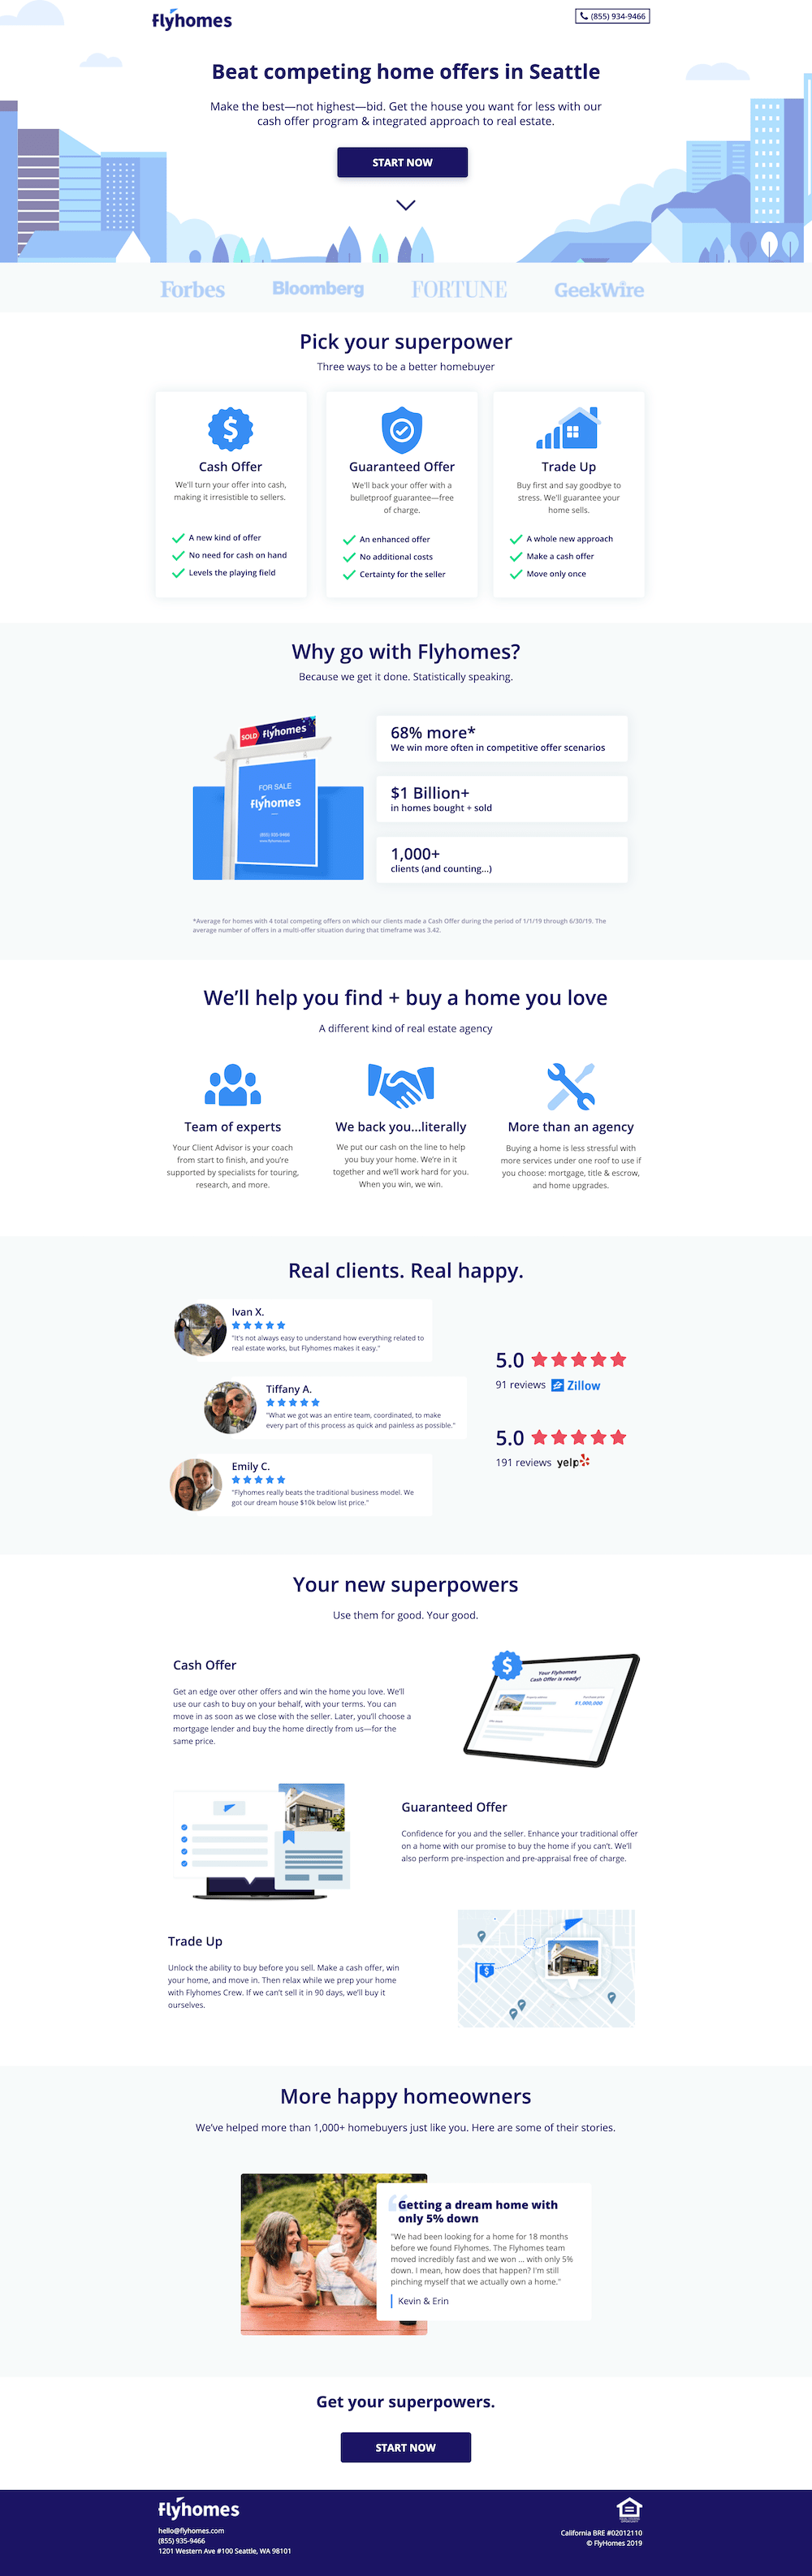 flyhomes
(855) 934-9466
Beat competing home offers in Seattle
Make the best—not highest—bid. Get the house you want for less with our
cash offer program & integrated approach to real estate.
START NOW
Forbes
Bloomberg
FORTUNE
GeekWire
Pick your superpower
Three ways to be a better homebuyer
Cash Offer
We'll turn your offer into cash,
making it irresistible to sellers.
A new kind of offer
No need for cash on hand
Levels the playing field
Guaranteed Offer
We'll back your offer with a
bulletproof guarantee—free
of charge.
An enhanced offer
No additional costs
Certainty for the seller
Trade Up
Buy first and say goodbye to
stress. We'll guarantee your
home sells.
A whole new approach
Make a cash offer
Move only once
Why go with Flyhomes?
Because we get it done. Statistically speaking.
SOLD
flyhomes
FOR SALE
flyhomes
(855) 935-9466
www.flyhomes.com
68% more*
We win more often in competitive offer scenarios
$1 Billion+
in homes bought + sold
1,000+
clients (and counting...)
*Average for homes with 4 total competing offers on which our clients made a Cash Offer during the period of 1/1/19 through 6/30/19. The
average number of offers in a multi-offer situation during that timeframe was 3.42.
We'll help you find + buy a home you love
A different kind of real estate agency
Team of experts
Your Client Advisor is your coach
from start to finish, and you're
supported by specialists for touring,
research, and more.
We back you...literally
We put our cash on the line to help
you buy your home. We're in it
together and we'll work hard for you.
When you win, we win.
More than an agency
Buying a home is less stressful with
more services under one roof to use if
you choose: mortgage, title & escrow,
and home upgrades.
Real clients. Real happy.
Ivan X.
"It's not always easy to understand how everything related to
real estate works, but Flyhomes makes it easy."
Tiffany A.
"What we got was an entire team, coordinated, to make
every part of this process as quick and painless as possible."
Emily C.
"Flyhomes really beats the traditional business model. We
got our dream house $10k below list price."
5.0
91 reviews Zillow
5.0
191 reviews yelp
Your new superpowers
Use them for good. Your good.
Cash Offer
Get an edge over other offers and win the home you love. We'll
use our cash to buy on your behalf, with your terms. You can
move in as soon as we close with the seller. Later, you'll choose a
mortgage lender and buy the home directly from us—for the
same price.
Your Flyhomes
Cash Offer is ready!
$1,000,000
Guaranteed Offer
Confidence for you and the seller. Enhance your traditional offer
on a home with our promise to buy the home if you can't. We'll
also perform pre-inspection and pre-appraisal free of charge.
Trade Up
Unlock the ability to buy before you sell. Make a cash offer, win
your home, and move in. Then relax while we prep your home
with Flyhomes Crew. If we can't sell it in 90 days, we'll buy it
ourselves.
More happy homeowners
We've helped more than 1,000+ homebuyers just like you. Here are some of their stories.
Getting a dream home with
only 5% down
"We had been looking for a home for 18 months
before we found Flyhomes. The Flyhomes team
moved incredibly fast and we won ... with only 5%
down. I mean, how does that happen? I'm still
pinching myself that we actually own a home."
Kevin & Erin
Get your superpowers.
START NOW
flyhomes
hello@flyhomes.com
(855) 935-9466
1201 Western Ave #100 Seattle, WA 98101
California BRE #02012110
© FlyHomes 2019